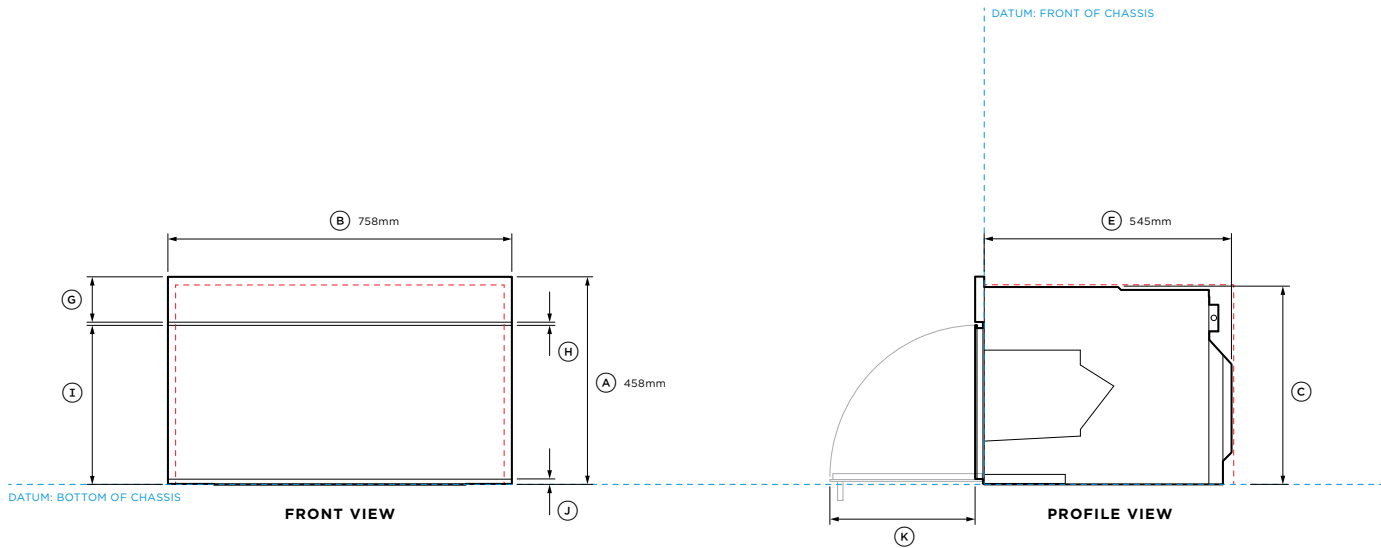 DATUM: FRONT OF CHASSIS
B 758mm
E 545mm
G
H
A 458mm
I
C
DATUM: BOTTOM OF CHASSIS
J
FRONT VIEW
PROFILE VIEW
K